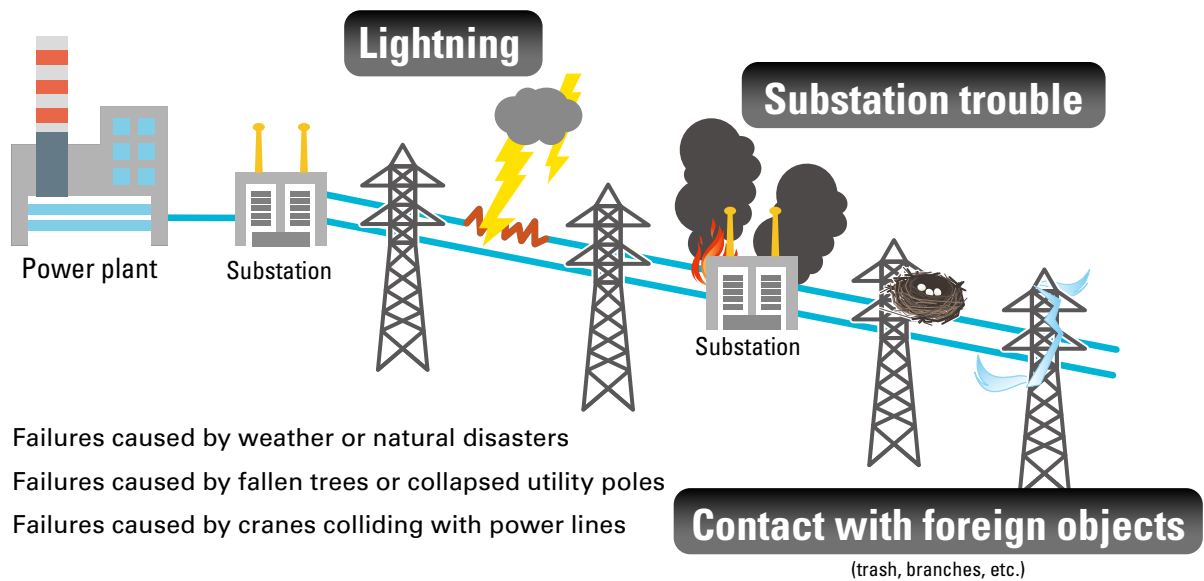 Lightning
Substation trouble
Power plant
Substation
Substation
Failures caused by weather or natural disasters
Failures caused by fallen trees or collapsed utility poles
Failures caused by cranes colliding with power lines
Contact with foreign objects
(trash, branches, etc.)